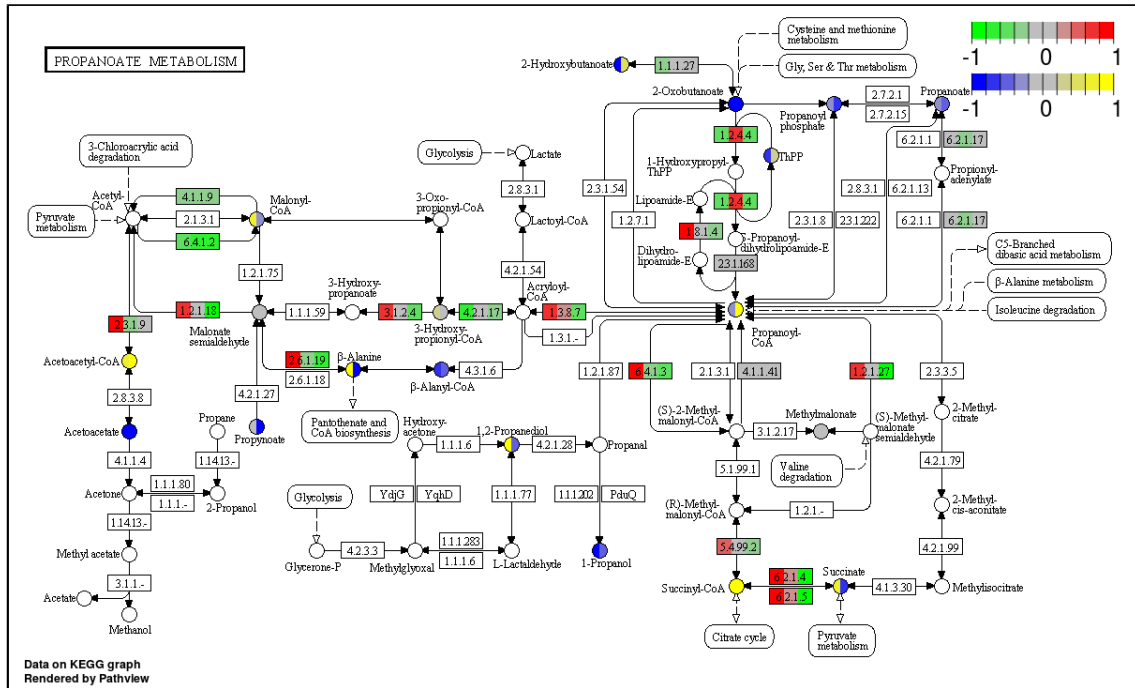 PROPANOATE METABOLISM
-1 0 1
-1 0 1
Cysteine and methionine
metabolism
Gly, Ser & Thr metabolism
2-Hydroxybutanoate
1.1.1.27
2-Oxobutanoate
Propanoyl
phosphate
2.7.2.1
2.7.2.15
Propanoate
3-Chloroacrylic acid
degradation
Glycolysis
Lactate
1.2.4.4
ThPP
1-Hydroxypropyl-
ThPP
6.2.1.1
6.2.1.17
Propionyl-
adenylate
Acetyl-
CoA
4.1.1.9
Malonyl-
CoA
2.1.3.1
6.4.1.2
Pyruvate
metabolism
3-Oxo-
propionyl-CoA
2.8.3.1
Lactoyl-CoA
4.2.1.54
2.3.1.54
1.2.7.1
Lipoamide-E
1.2.4.4
1.8.1.4
S-Propanoyl-
dihydrolipoamide-E
Dihydro-
lipoamide-E
2.3.1.168
2.3.1.8
2.3.1.222
2.8.3.1
6.2.1.13
6.2.1.1
6.2.1.17
C5-Branched
dibasic acid metabolism
β-Alanine metabolism
Isoleucine degradation
1.2.1.75
3-Hydroxy-
propanoate
Acryloyl-
CoA
2.3.1.9
1.2.1.18
Malonate
semialdehyde
1.1.1.59
3.1.2.4
3-Hydroxy-
propionyl-CoA
4.2.1.17
1.3.8.7
1.3.1.-
Propanoyl-
CoA
Acetoacetyl-CoA
2.6.1.19
2.6.1.18
β-Alanine
β-Alanyl-CoA
4.3.1.6
1.2.1.87
6.4.1.3
2.1.3.1
4.1.1.41
1.2.1.27
2.3.3.5
2.8.3.8
4.2.1.27
Propane
Propynoate
Pantothenate and
CoA biosynthesis
Hydroxy-
acetone
1.1.1.6
1,2-Propanediol
4.2.1.28
Propanal
(S)-2-Methyl-
malonyl-CoA
Methylmalonate
3.1.2.17
(S)-Methyl-
malonate
semialdehyde
2-Methyl-
citrate
Acetoacetate
4.1.1.4
1.14.13.-
Acetone
1.1.1.80
1.1.1.-
2-Propanol
Glycolysis
YdjG
YqhD
1.1.1.77
1.1.1.202
PduQ
5.1.99.1
Valine
degradation
4.2.1.79
(R)-Methyl-
malonyl-CoA
1.2.1.-
2-Methyl-
cis-aconitate
1.14.13.-
Methyl acetate
3.1.1.-
Acetate
Methanol
Glycerone-P
4.2.3.3
Methylglyoxal
1.1.1.283
1.1.1.6
L-Lactaldehyde
1-Propanol
5.4.99.2
4.2.1.99
Succinyl-CoA
6.2.1.4
6.2.1.5
Succinate
4.1.3.30
Methylisocitrate
Citrate cycle
Pyruvate
metabolism
Data on KEGG graph
Rendered by Pathview